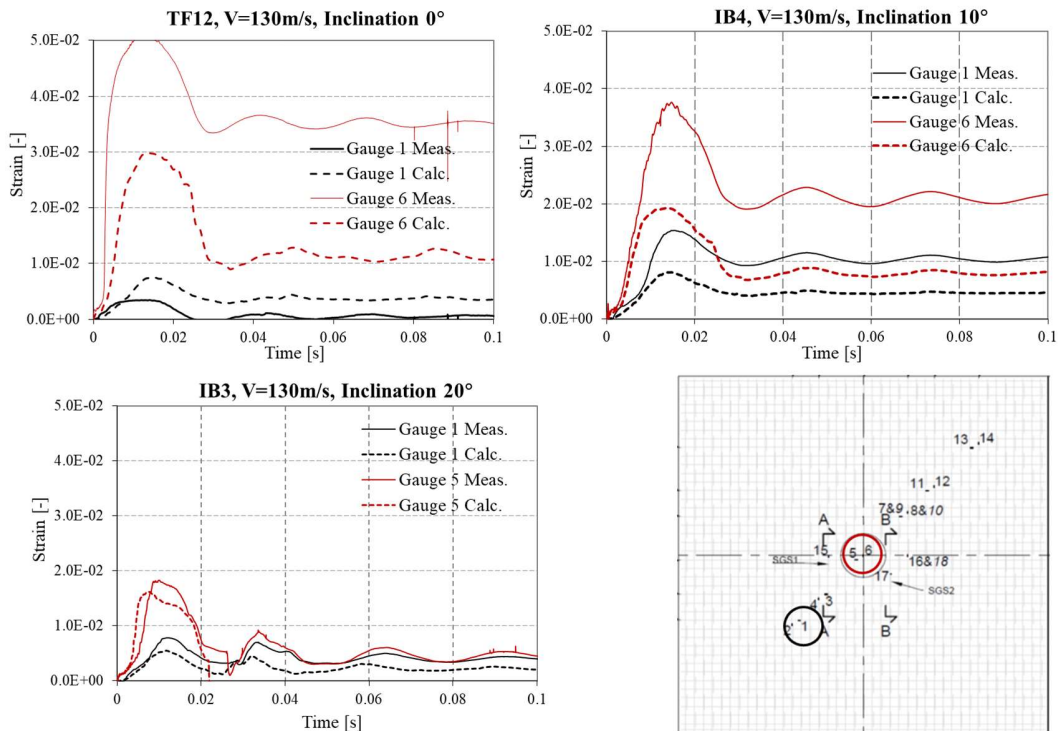 TF12, V=130m/s, Inclination 0°
5.0E-02
4.0E-02
3.0E-02
2.0E-02
1.0E-02
0.0E+00
Strain [-]
Gauge 1 Meas.
Gauge 1 Calc.
Gauge 6 Meas.
Gauge 6 Calc.
0 0.02 0.04 0.06 0.08 0.1
Time [s]
IB4, V=130m/s, Inclination 10°
5.0E-02
4.0E-02
3.0E-02
2.0E-02
1.0E-02
0.0E+00
Strain [-]
Gauge 1 Meas.
Gauge 1 Calc.
Gauge 6 Meas.
Gauge 6 Calc.
0 0.02 0.04 0.06 0.08 0.1
Time [s]
IB3, V=130m/s, Inclination 20°
5.0E-02
4.0E-02
3.0E-02
2.0E-02
1.0E-02
0.0E+00
Strain [-]
Gauge 1 Meas.
Gauge 1 Calc.
Gauge 5 Meas.
Gauge 5 Calc.
0 0.02 0.04 0.06 0.08 0.1
Time [s]
13 14
11 12
7&9 8&10
A B
15 5 6 16&18
SGS1
17
SGS2
4 3
2 1 A B